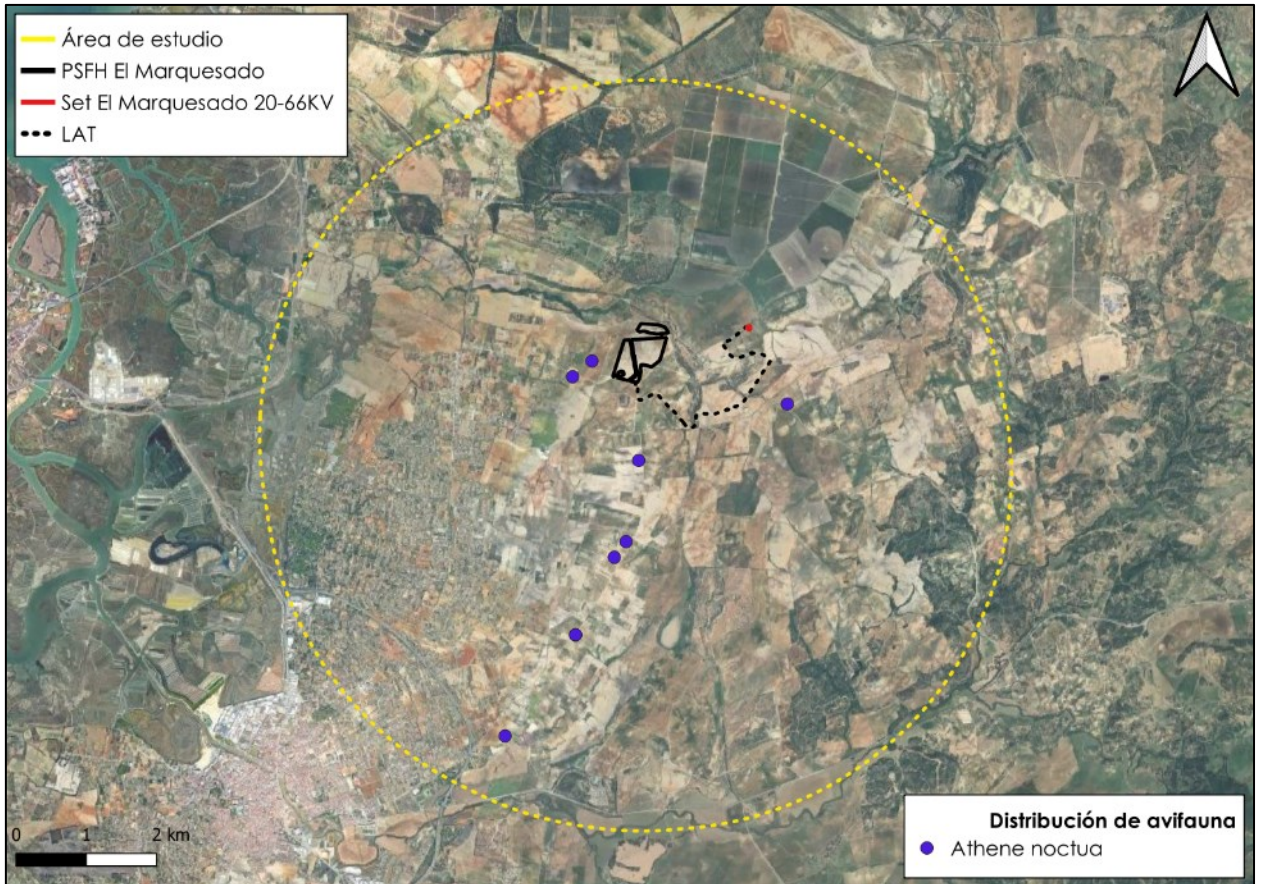 Área de estudio
PSFH El Marquesado
Set El Marquesado 20-66KV
LAT
0 1 2 km
Distribución de avifauna
Athene noctua